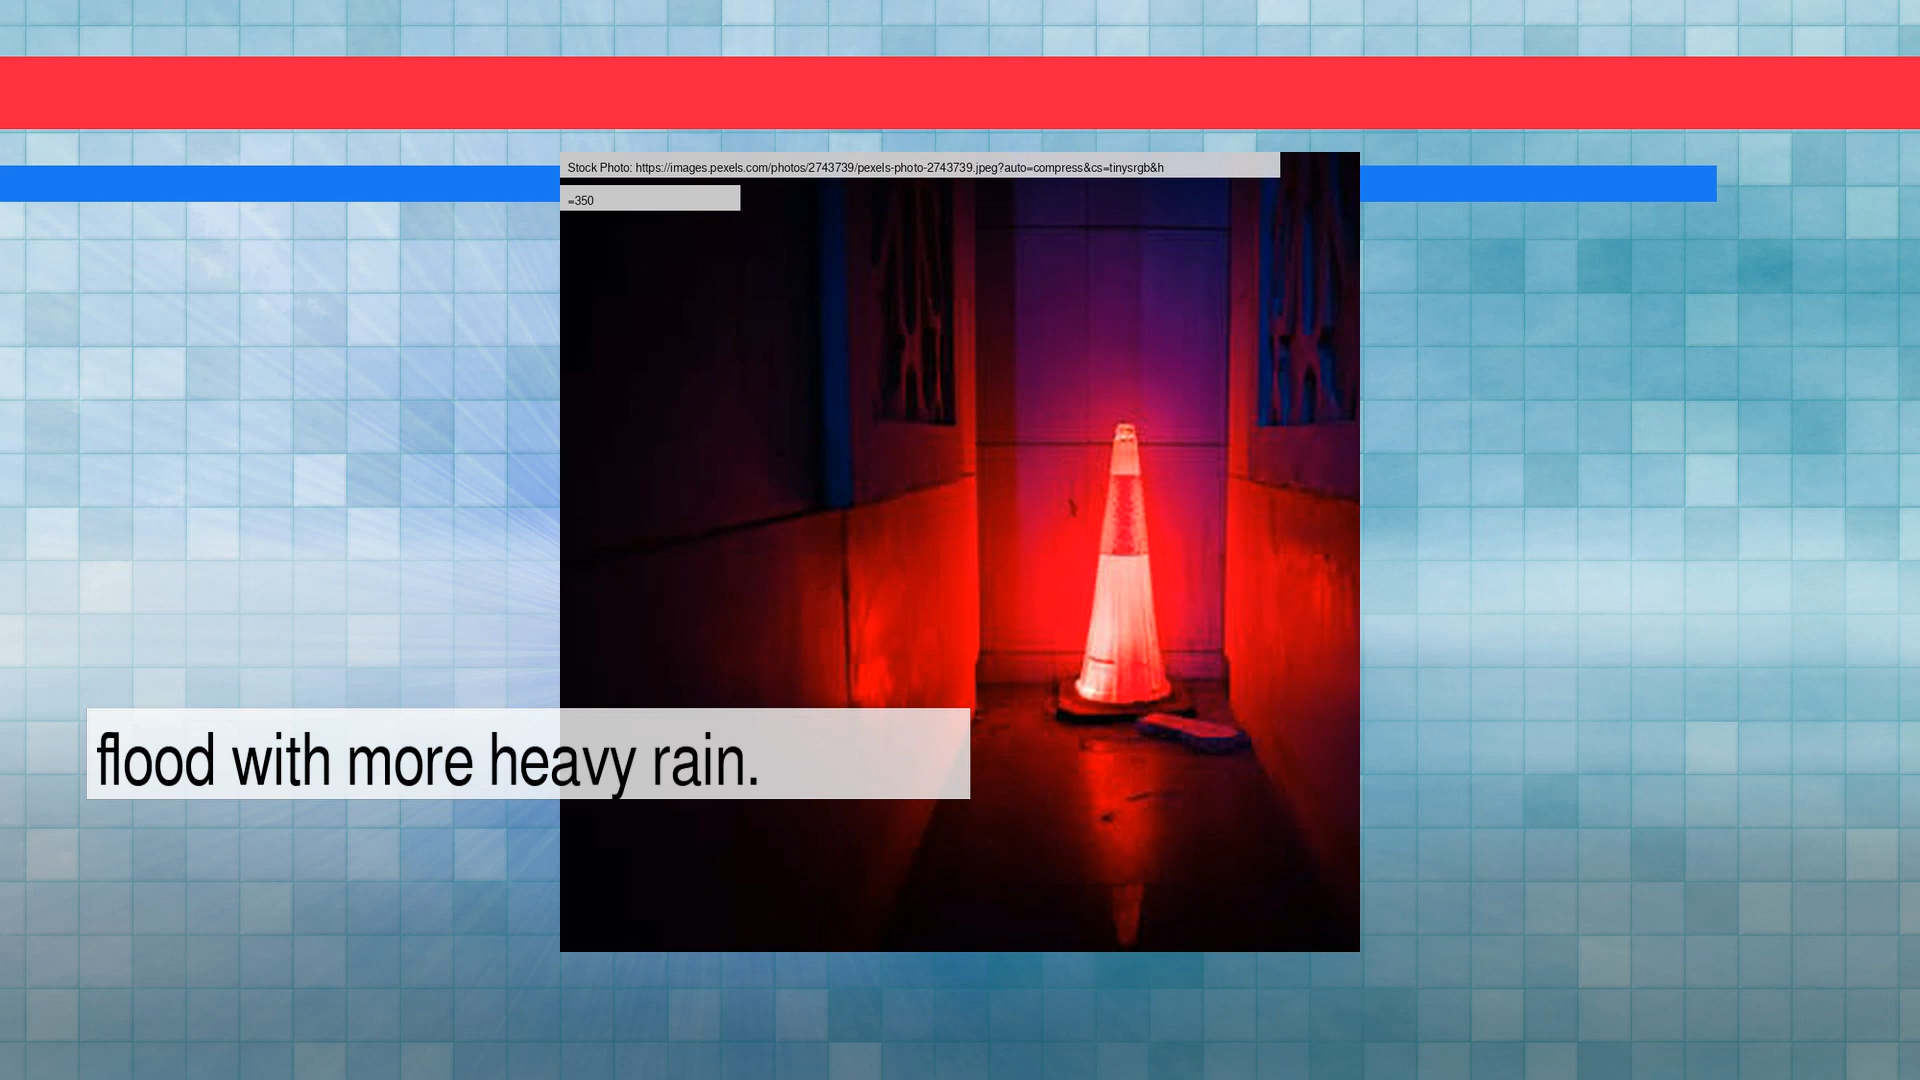 Stock Photo: https://images.pexels.com/photos/2743739/pexels-photo-2743739.jpeg?auto=compress&cs=tinysrgb&h
=350
flood with more heavy rain.